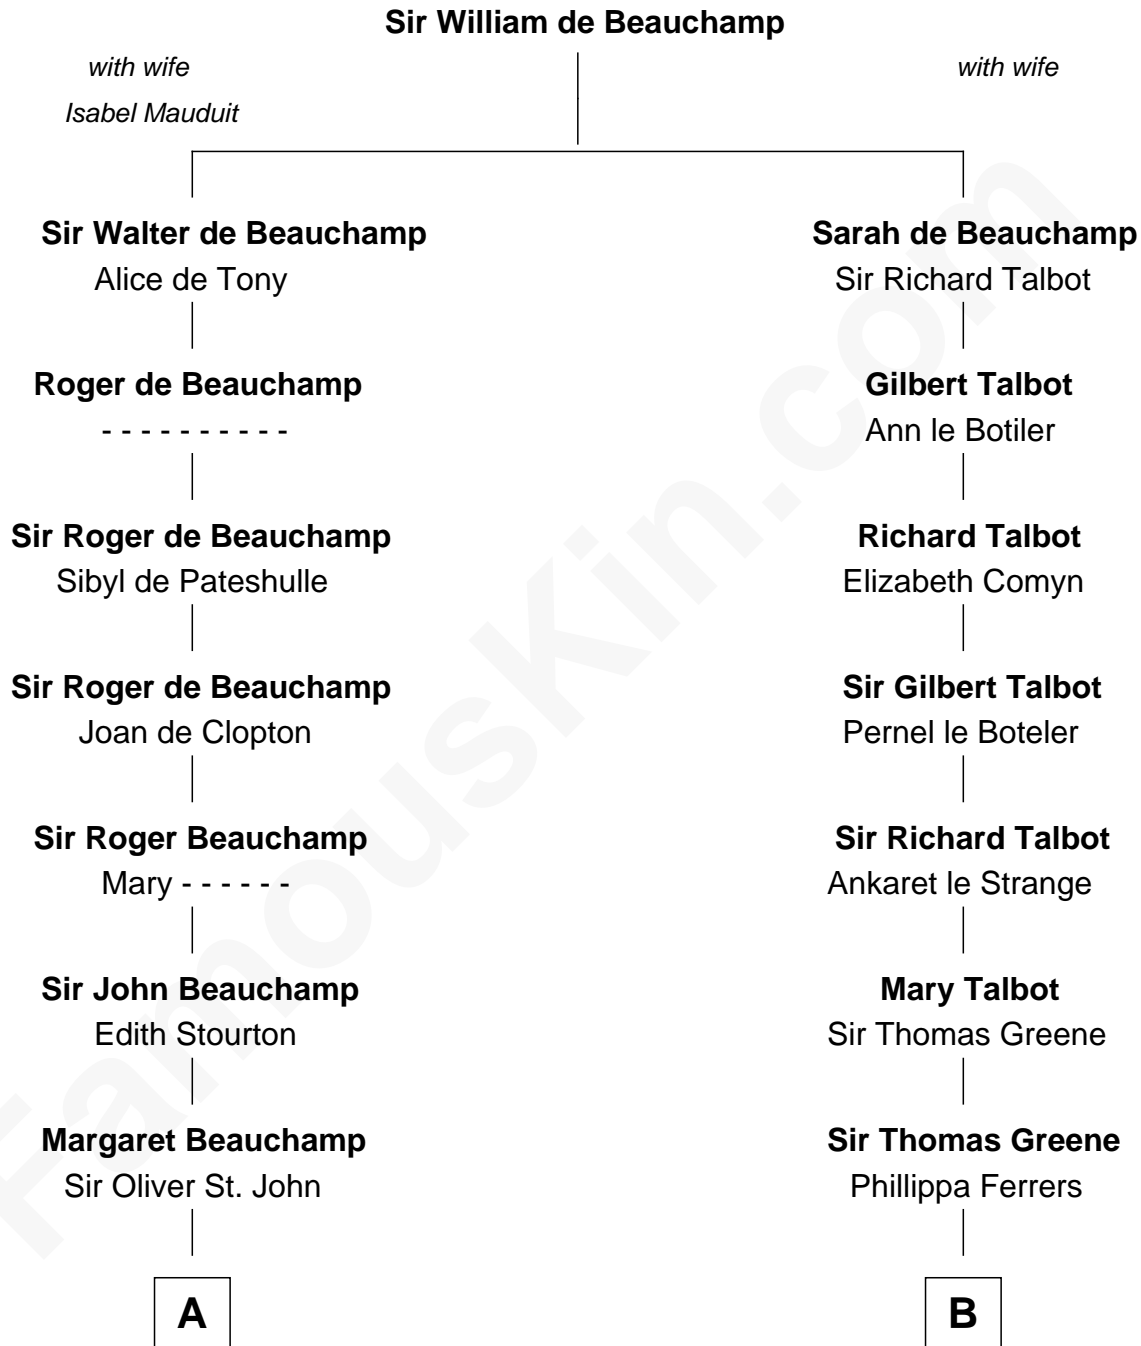 Sir William de Beauchamp
with wife
Isabel Mauduit
with wife
Sir Walter de Beauchamp
Alice de Tony
Sarah de Beauchamp
Sir Richard Talbot
Roger de Beauchamp
- - - - - - - - - -
Gilbert Talbot
Ann le Botiler
Sir Roger de Beauchamp
Sibyl de Pateshulle
Richard Talbot
Elizabeth Comyn
Sir Roger de Beauchamp
Joan de Clopton
Sir Gilbert Talbot
Pernel le Boteler
Sir Roger Beauchamp
Mary - - - - - -
Sir Richard Talbot
Ankaret le Strange
Sir John Beauchamp
Edith Stourton
Mary Talbot
Sir Thomas Greene
Margaret Beauchamp
Sir Oliver St. John
Sir Thomas Greene
Phillippa Ferrers
A
B
FamousKin.com